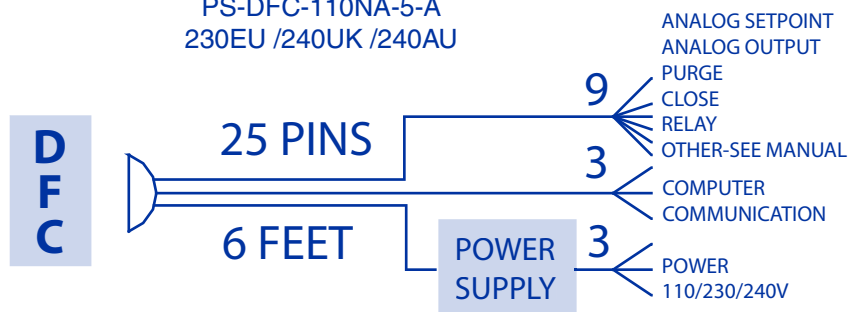 PS-DFC-110NA-5-A
230EU /240UK /240AU
D
F
C
25 PINS
6 FEET
POWER
SUPPLY
9
ANALOG SETPOINT
ANALOG OUTPUT
PURGE
CLOSE
RELAY
OTHER-SEE MANUAL
3
COMPUTER
COMMUNICATION
3
POWER
110/230/240V